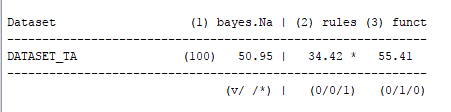 Dataset (1) bayes.Na | (2) rules (3) funct
--------------------------------------------------------------
DATASET_TA (100) 50.95 | 34.42 * 55.41
--------------------------------------------------------------
(v/ /*) | (0/0/1) (0/1/0)